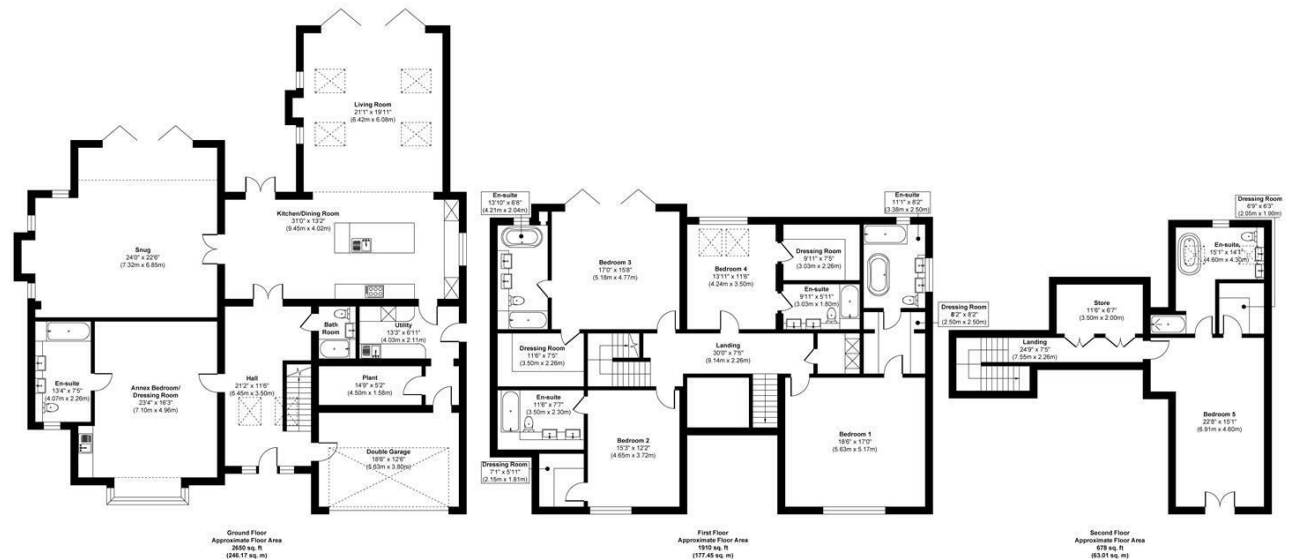 Living Room
21'1" x 19'11"
(6.42m x 6.08m)
Kitchen/Dining Room
31'0" x 13'2"
(9.45m x 4.02m)
Snug
24'0" x 22'6"
(7.32m x 6.85m)
Bath
Room
Utility
13'3" x 6'11"
(4.03m x 2.11m)
Plant
14'9" x 5'2"
(4.50m x 1.58m)
Hall
21'2" x 11'6"
(6.45m x 3.50m)
En-suite
13'4" x 7'5"
(4.07m x 2.26m)
Annex Bedroom/
Dressing Room
23'4" x 16'3"
(7.10m x 4.96m)
Double Garage
18'6" x 12'6"
(5.63m x 3.80m)
Ground Floor
Approximate Floor Area
2650 sq. ft
(246.17 sq. m)
En-suite
13'10" x 6'8"
(4.21m x 2.04m)
Bedroom 3
17'0" x 15'8"
(5.18m x 4.77m)
Bedroom 4
13'11" x 11'6"
(4.24m x 3.50m)
Dressing Room
9'11" x 7'5"
(3.03m x 2.26m)
En-suite
9'11" x 5'11"
(3.03m x 1.80m)
En-suite
11'1" x 8'2"
(3.38m x 2.50m)
Dressing Room
8'2" x 8'2"
(2.50m x 2.50m)
Dressing Room
11'6" x 7'5"
(3.50m x 2.26m)
Landing
30'0" x 7'5"
(9.14m x 2.26m)
En-suite
11'6" x 7'7"
(3.50m x 2.30m)
Bedroom 2
15'3" x 12'2"
(4.65m x 3.72m)
Dressing Room
7'1" x 5'11"
(2.15m x 1.81m)
Bedroom 1
18'6" x 17'0"
(5.63m x 5.17m)
First Floor
Approximate Floor Area
1910 sq. ft
(177.45 sq. m)
Dressing Room
6'9" x 6'3"
(2.05m x 1.90m)
En-suite
15'1" x 14'1"
(4.60m x 4.30m)
Store
11'6" x 6'7"
(3.50m x 2.00m)
Landing
24'9" x 7'5"
(7.55m x 2.26m)
Bedroom 5
22'8" x 15'1"
(6.91m x 4.60m)
Second Floor
Approximate Floor Area
678 sq. ft
(63.01 sq. m)